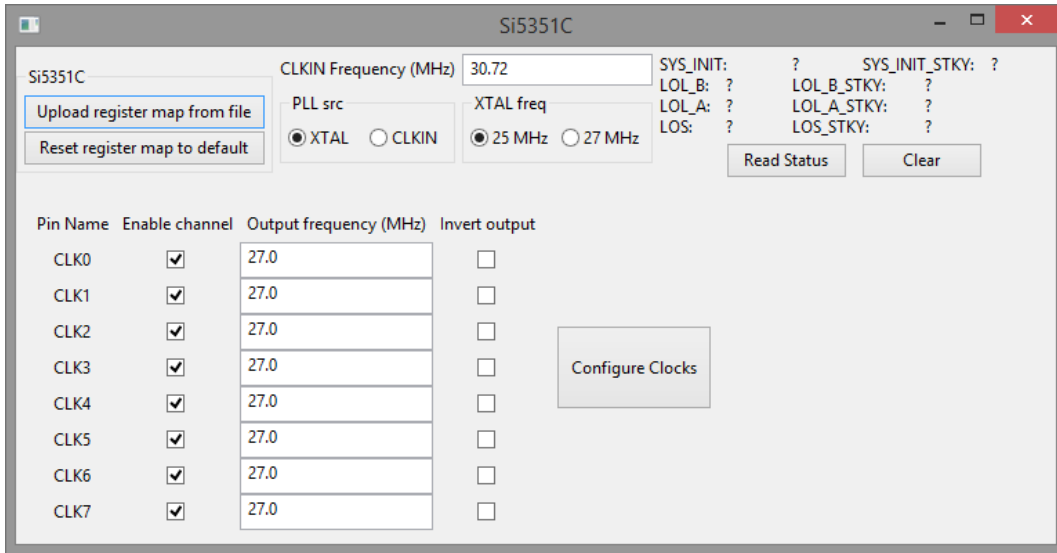 Si5351C
Si5351C
Upload register map from file
Reset register map to default
CLKIN Frequency (MHz) 30.72
PLL src
XTAL CLKIN
XTAL freq
25 MHz 27 MHz
SYS_INIT: ? SYS_INIT_STKY: ?
LOL_B: ? LOL_B_STKY: ?
LOL_A: ? LOL_A_STKY: ?
LOS: ? LOS_STKY: ?
Read Status Clear
Pin Name Enable channel Output frequency (MHz) Invert output
CLK0 27.0
CLK1 27.0
CLK2 27.0
CLK3 27.0
CLK4 27.0
CLK5 27.0
CLK6 27.0
CLK7 27.0
Configure Clocks